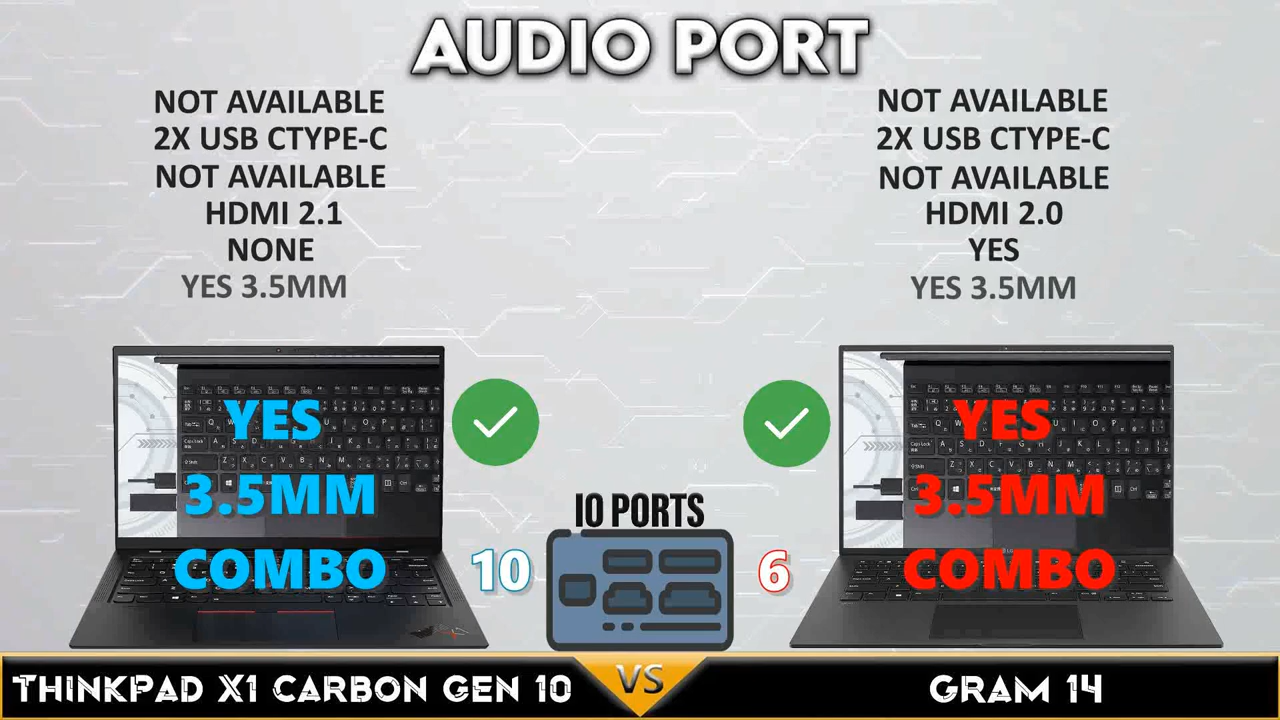 AUDIO PORT
NOT AVAILABLE
2X USB CTYPE-C
NOT AVAILABLE
HDMI 2.1
NONE
YES 3.5MM
NOT AVAILABLE
2X USB CTYPE-C
NOT AVAILABLE
HDMI 2.0
YES
YES 3.5MM
YES
3.5MM
COMBO
YES
3.5MM
COMBO
IO PORTS
10
6
THINKPAD X1 CARBON GEN 10
VS
GRAM 14